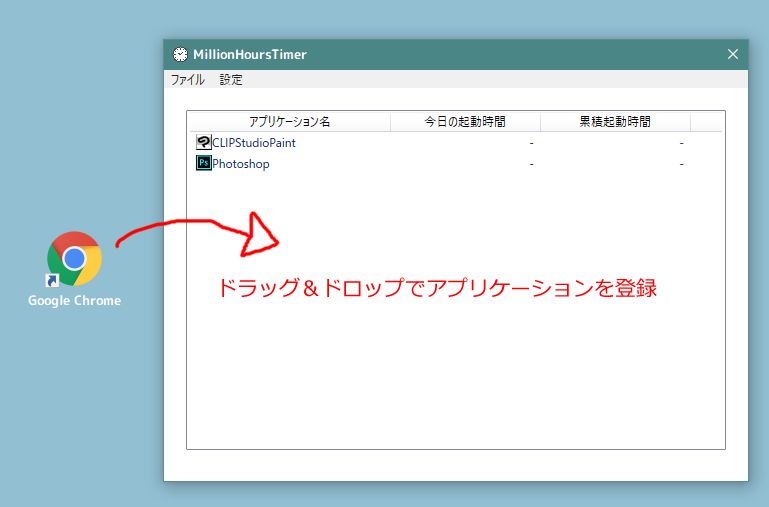 MillionHoursTimer
ファイル 設定
アプリケーション名 今日の起動時間 累積起動時間
CLIPStudioPaint - -
Ps Photoshop - -
Google Chrome
ドラッグ＆ドロップでアプリケーションを登録